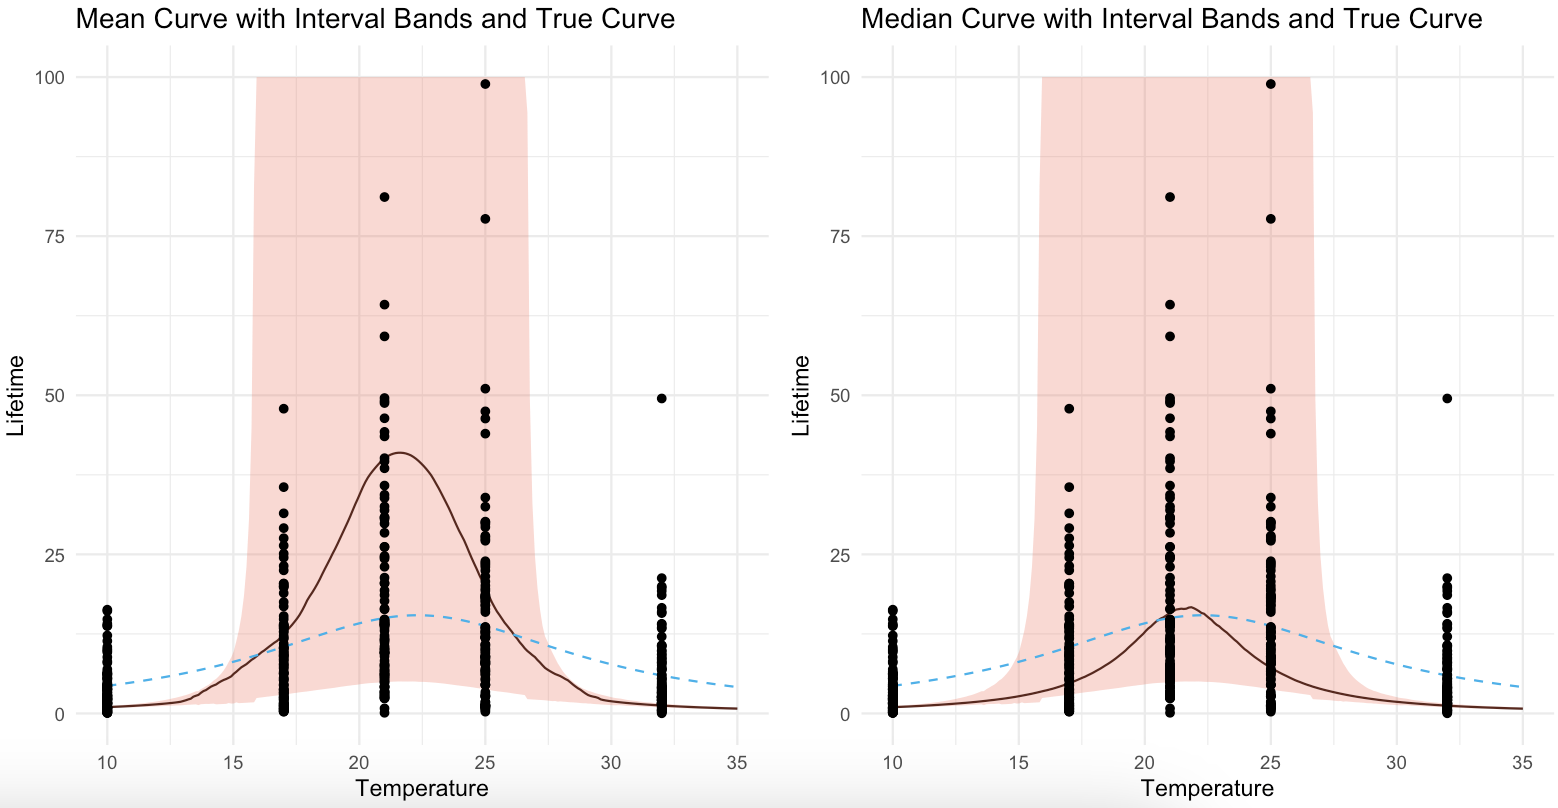 Mean Curve with Interval Bands and True Curve
100
75
50
25
0
Lifetime
10 15 20 25 30 35
Temperature
Median Curve with Interval Bands and True Curve
100
75
50
25
0
Lifetime
10 15 20 25 30 35
Temperature